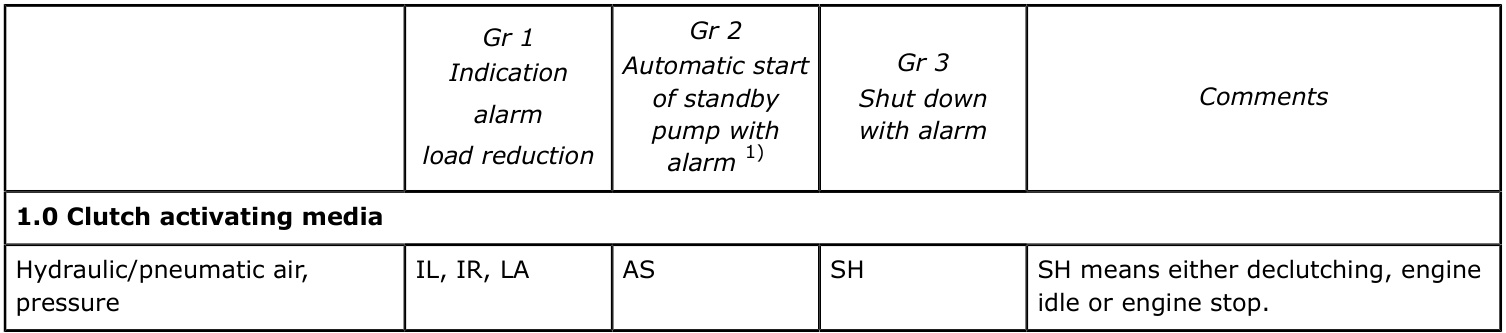 Gr 1
Indication
alarm
load reduction
Gr 2
Automatic start
of standby
pump with
alarm 1)
Gr 3
Shut down
with alarm
Comments
1.0 Clutch activating media
Hydraulic/pneumatic air,
pressure
IL, IR, LA
AS
SH
SH means either declutching, engine
idle or engine stop.